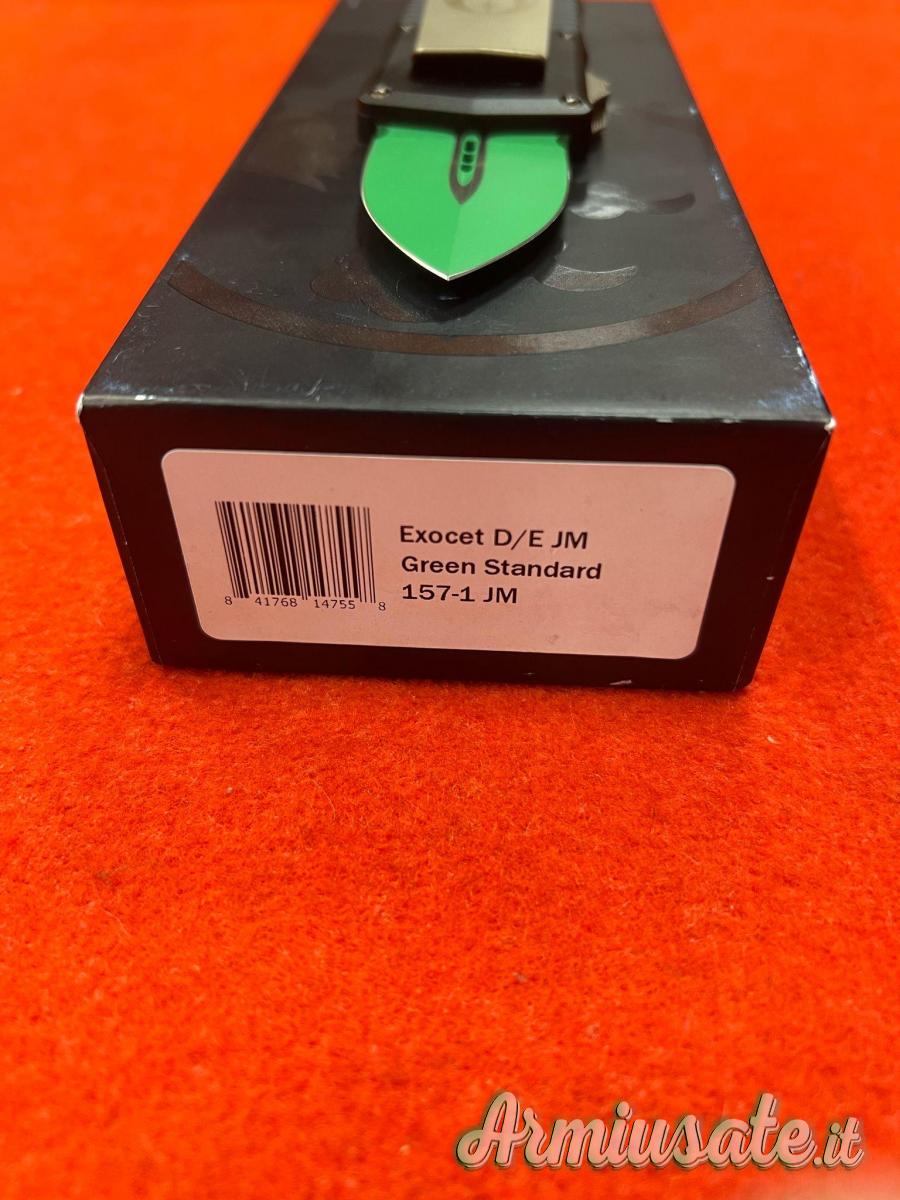 Exocet D/E JM
Green Standard
157-1 JM
8 41768 14755 8
Armiusate.it